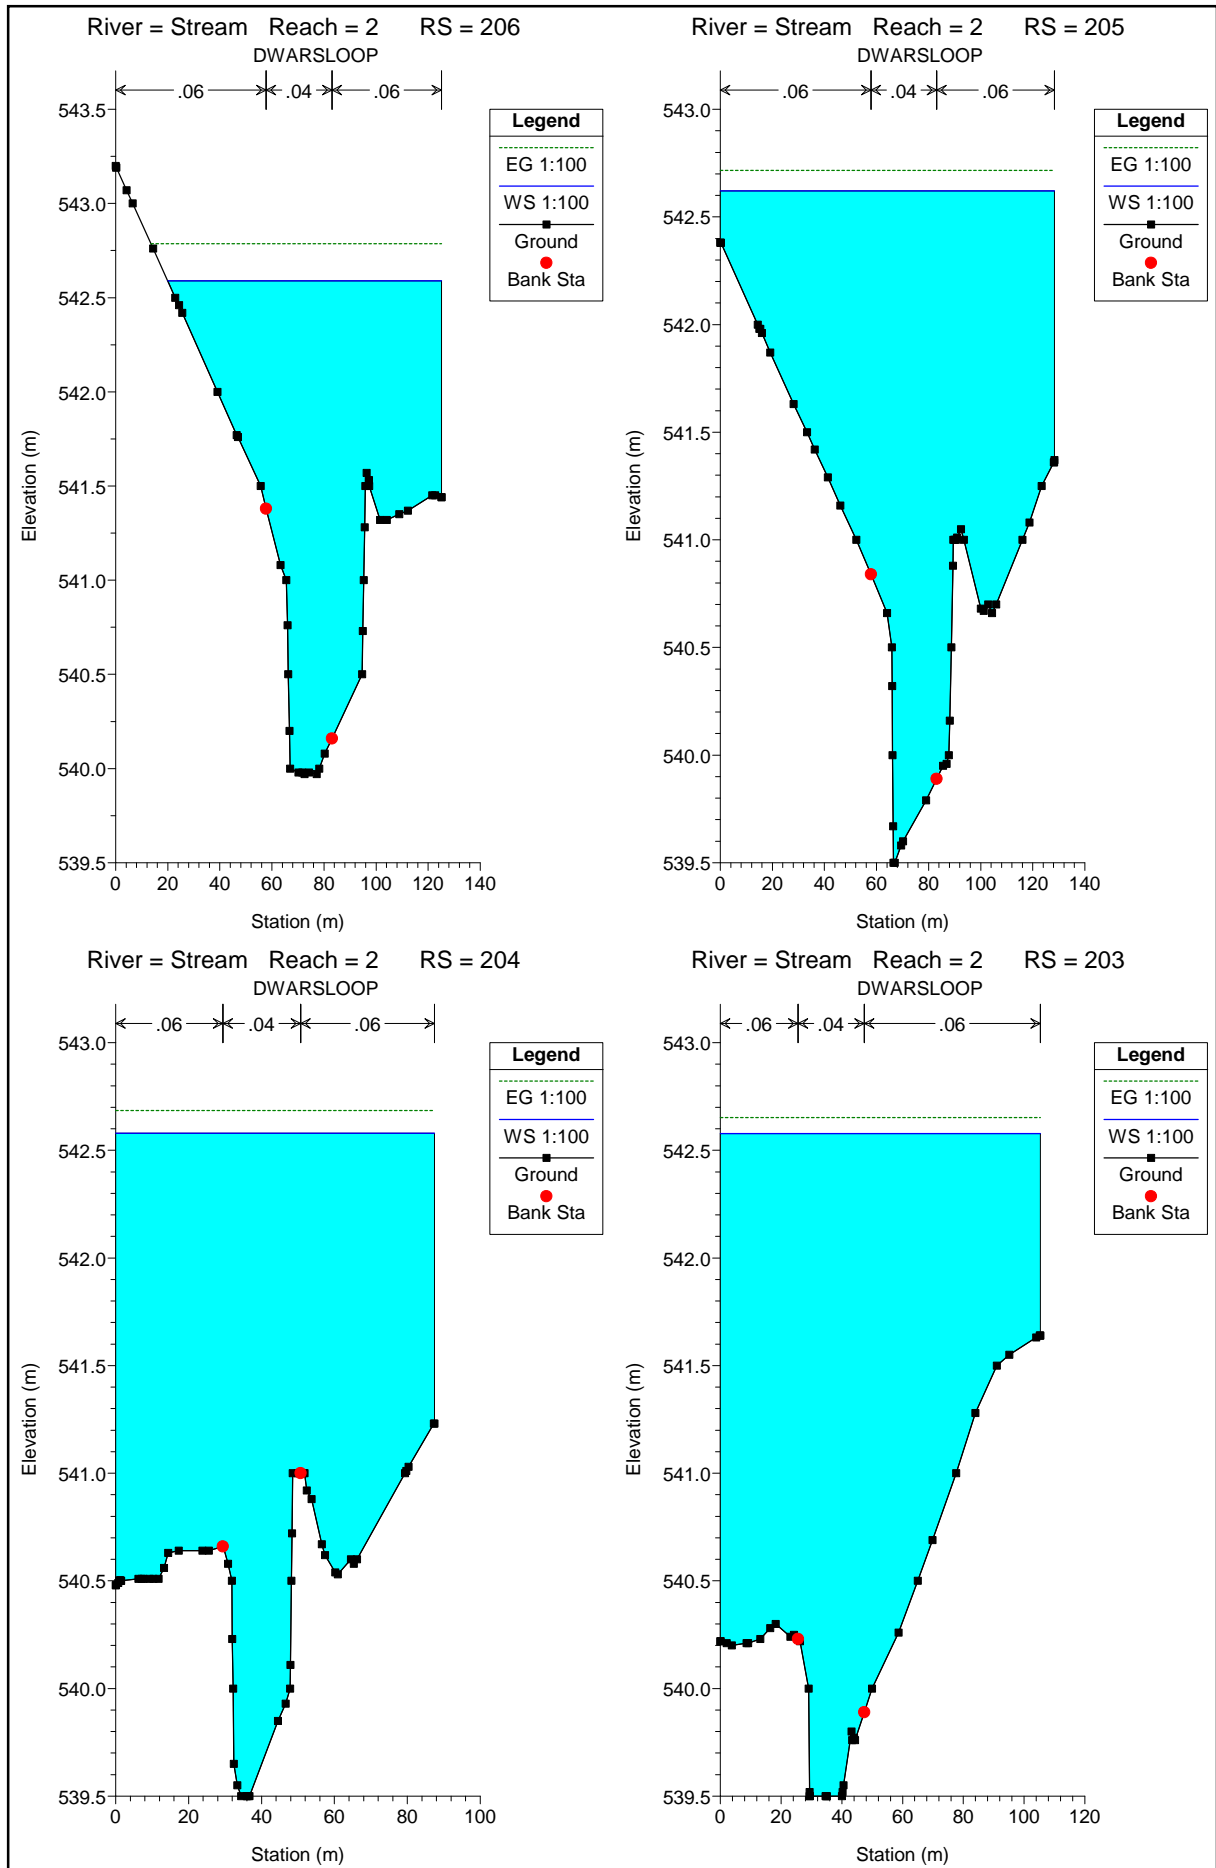 River = Stream Reach = 2 RS = 206
DWARSLOOP
.06 .04 .06
543.5
543.0
542.5
542.0
541.5
541.0
540.5
540.0
539.5
Elevation (m)
0 20 40 60 80 100 120 140
Station (m)
Legend
EG 1:100
WS 1:100
Ground
Bank Sta
River = Stream Reach = 2 RS = 205
DWARSLOOP
.06 .04 .06
543.0
542.5
542.0
541.5
541.0
540.5
540.0
539.5
Elevation (m)
0 20 40 60 80 100 120 140
Station (m)
Legend
EG 1:100
WS 1:100
Ground
Bank Sta
River = Stream Reach = 2 RS = 204
DWARSLOOP
.06 .04 .06
543.0
542.5
542.0
541.5
541.0
540.5
540.0
539.5
Elevation (m)
0 20 40 60 80 100
Station (m)
Legend
EG 1:100
WS 1:100
Ground
Bank Sta
River = Stream Reach = 2 RS = 203
DWARSLOOP
.06 .04 .06
543.0
542.5
542.0
541.5
541.0
540.5
540.0
539.5
Elevation (m)
0 20 40 60 80 100 120
Station (m)
Legend
EG 1:100
WS 1:100
Ground
Bank Sta